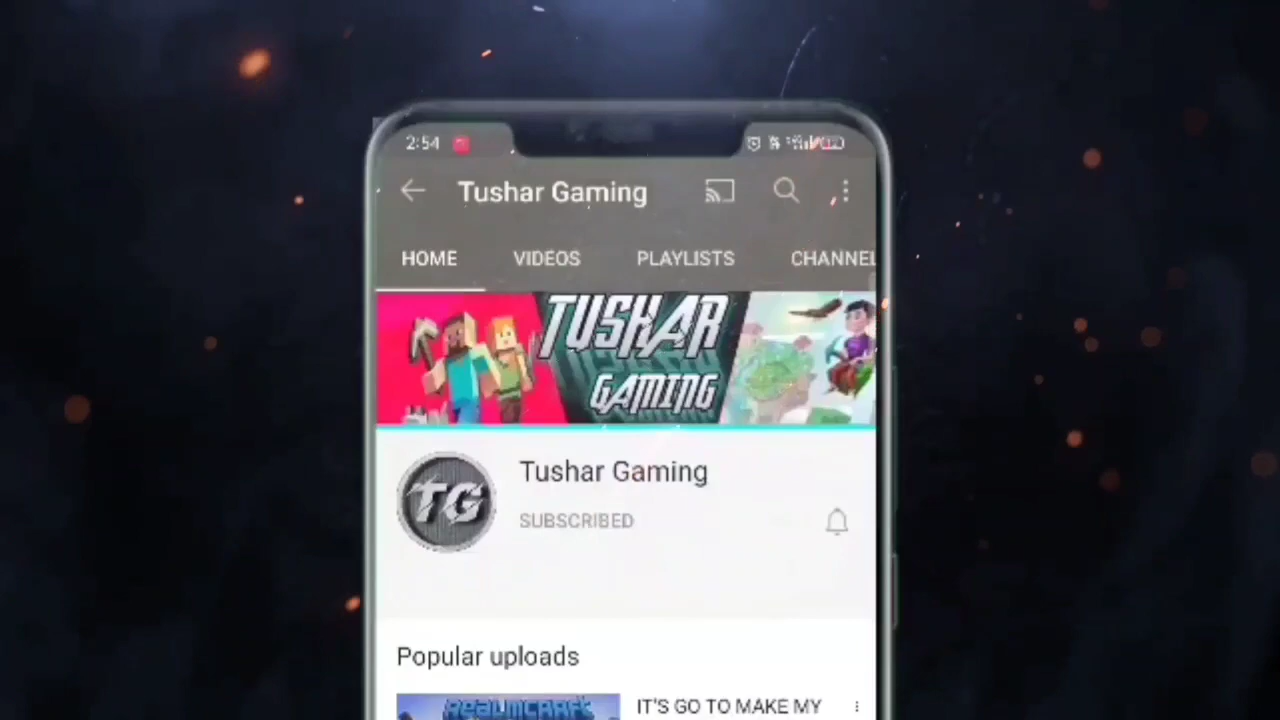 2:54
Tushar Gaming
HOME VIDEOS PLAYLISTS CHANNEL
TUSHAR
GAMING
TG
Tushar Gaming
SUBSCRIBED
Popular uploads
REALMCRAFT
IT'S GO TO MAKE MY